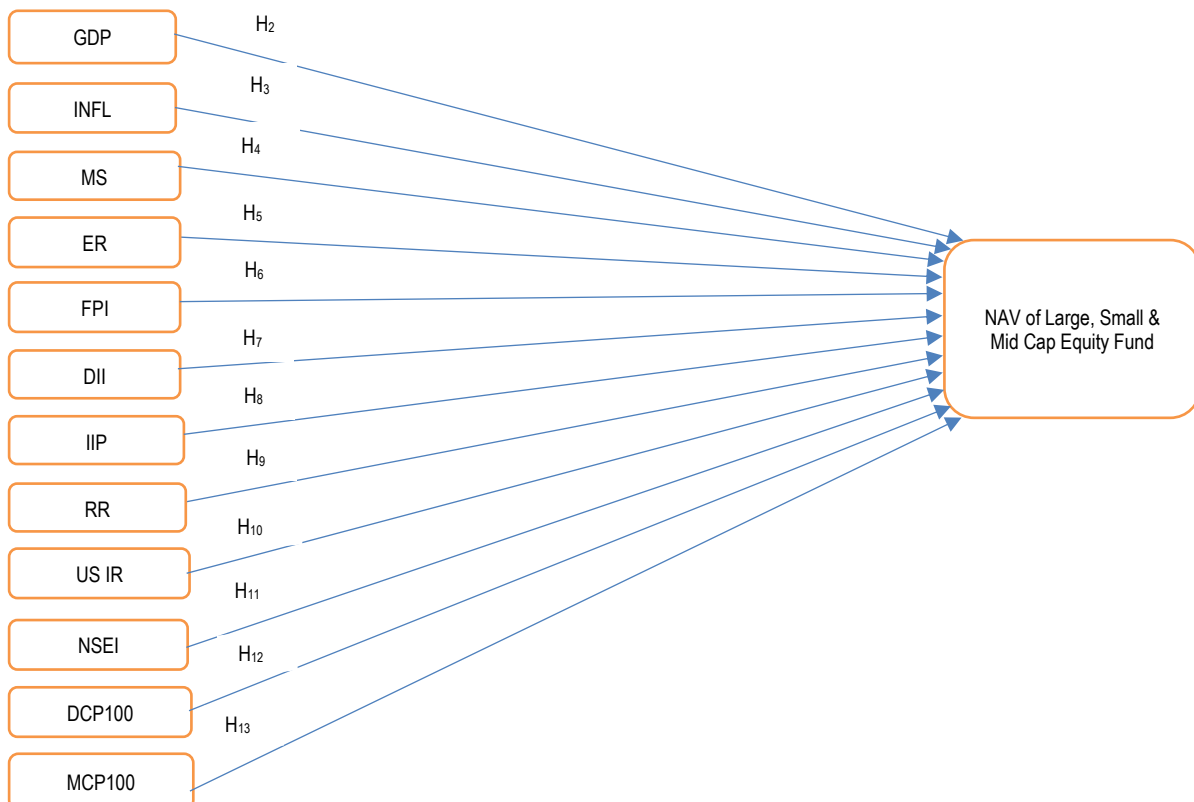 GDP
H2
INFL
H3
MS
H4
ER
H5
FPI
H6
DII
H7
IIP
H8
RR
H9
US IR
H10
NSEI
H11
DCP100
H12
MCP100
H13
NAV of Large, Small &
Mid Cap Equity Fund